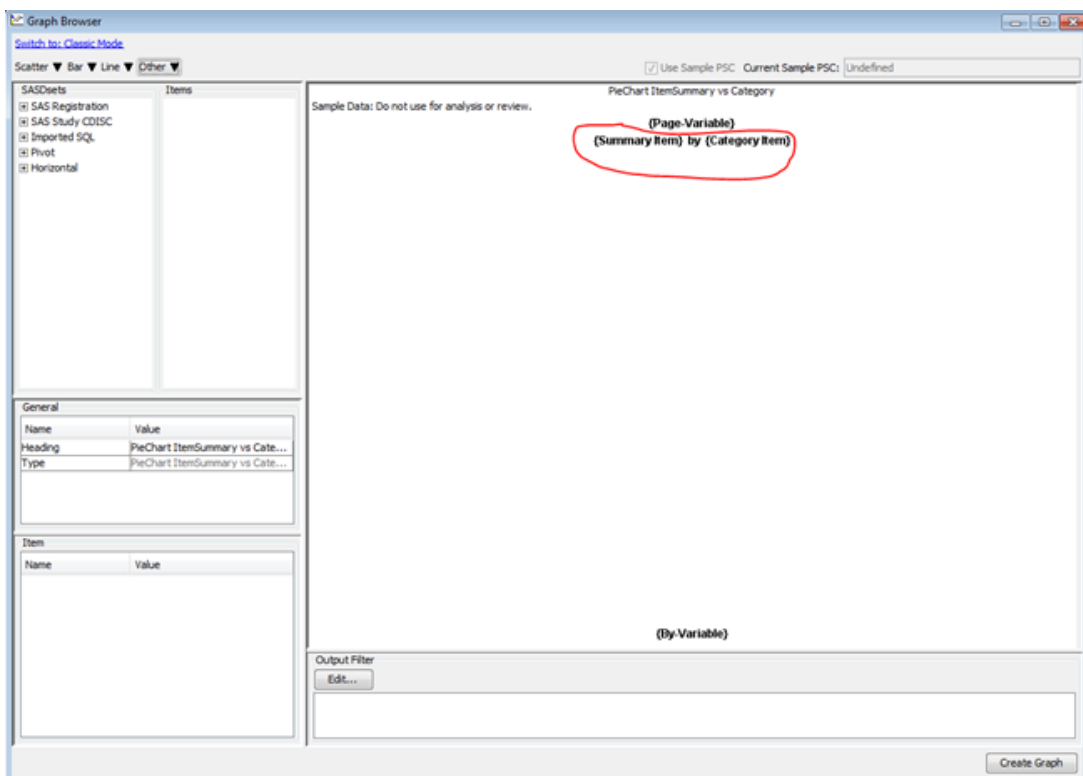 Graph Browser
Switch to: Classic Mode
Scatter ▼ Bar ▼ Line ▼ Other ▼
Use Sample PSC Current Sample PSC: Undefined
SASDsets
Items
SAS Registration
SAS Study CDISC
Imported SQL
Pivot
Horizontal
General
Name Value
Heading PieChart ItemSummary vs Cate...
Type PieChart ItemSummary vs Cate...
Item
Name Value
PieChart ItemSummary vs Category
Sample Data: Do not use for analysis or review.
{Page-Variable}
{Summary Item} by {Category Item}
{By-Variable}
Output Filter
Edit...
Create Graph